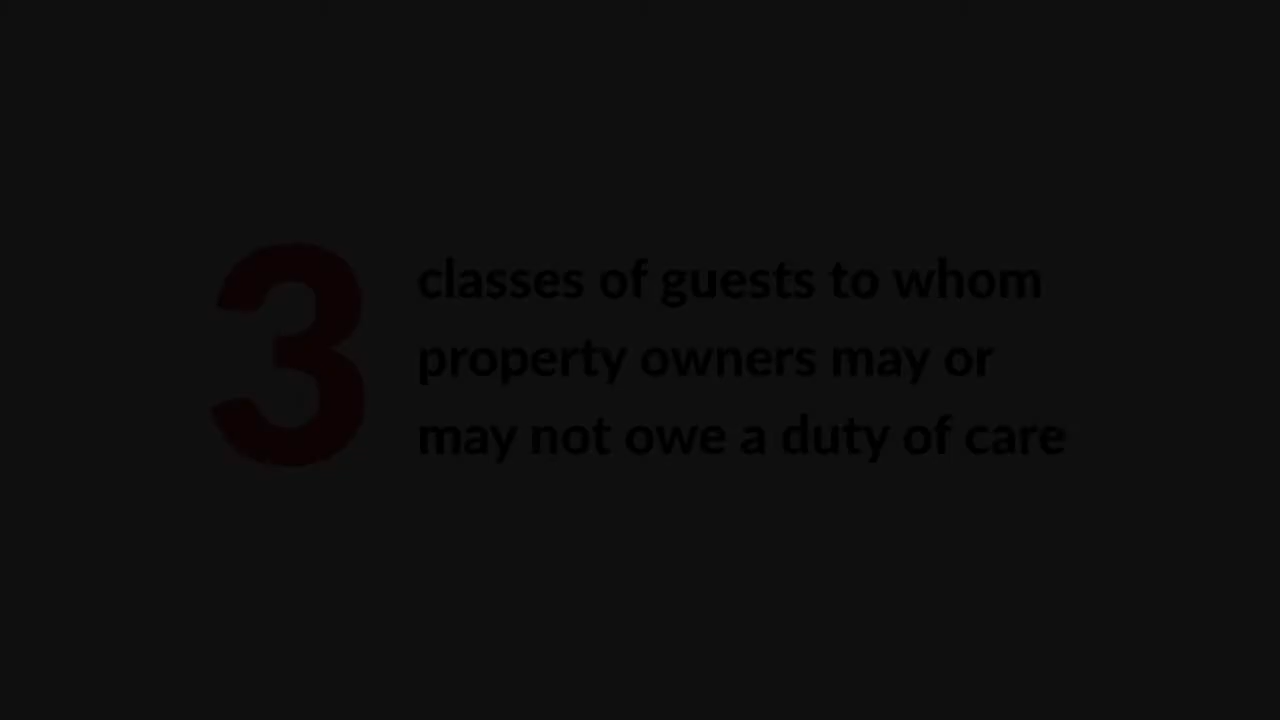 3
classes of guests to whom
property owners may or
may not owe a duty of care